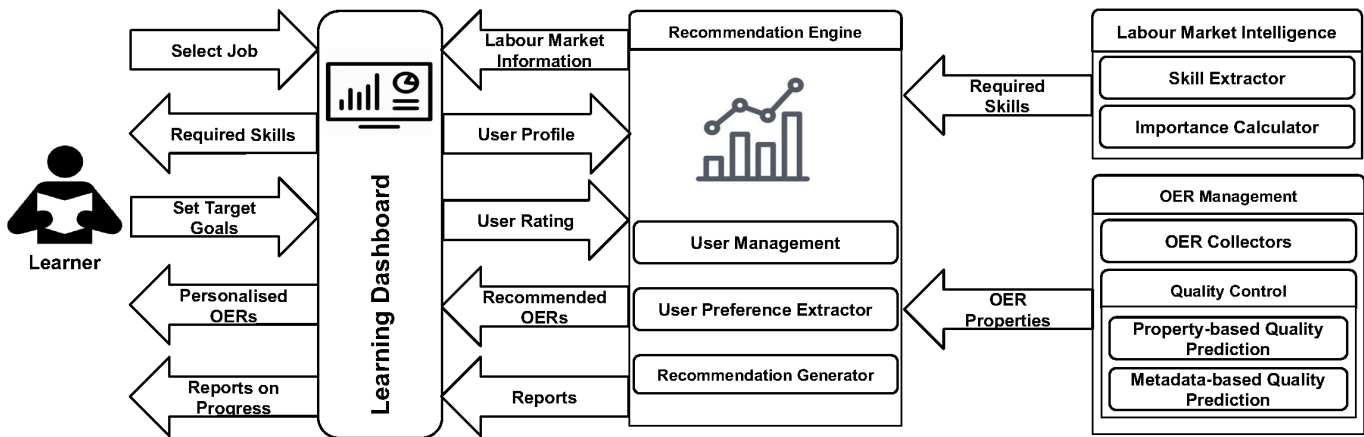 Select Job
Required Skills
Set Target
Goals
Personalised
OERs
Reports on
Progress
Learner
Learning Dashboard
Labour Market
Information
User Profile
User Rating
Recommended
OERs
Reports
Recommendation Engine
User Management
User Preference Extractor
Recommendation Generator
Required
Skills
OER
Properties
Labour Market Intelligence
Skill Extractor
Importance Calculator
OER Management
OER Collectors
Quality Control
Property-based Quality
Prediction
Metadata-based Quality
Prediction